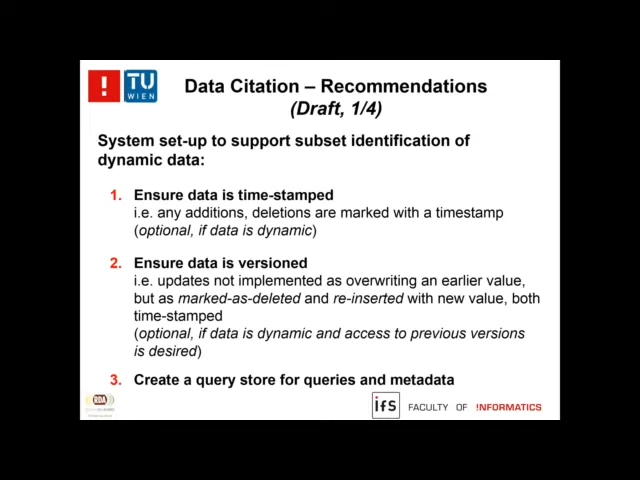 !
TU
WIEN
Data Citation – Recommendations
(Draft, 1/4)
System set-up to support subset identification of
dynamic data:
1. Ensure data is time-stamped
i.e. any additions, deletions are marked with a timestamp
(optional, if data is dynamic)
2. Ensure data is versioned
i.e. updates not implemented as overwriting an earlier value,
but as marked-as-deleted and re-inserted with new value, both
time-stamped
(optional, if data is dynamic and access to previous versions
is desired)
3. Create a query store for queries and metadata
RDA
ifs
FACULTY OF !NFORMATICS